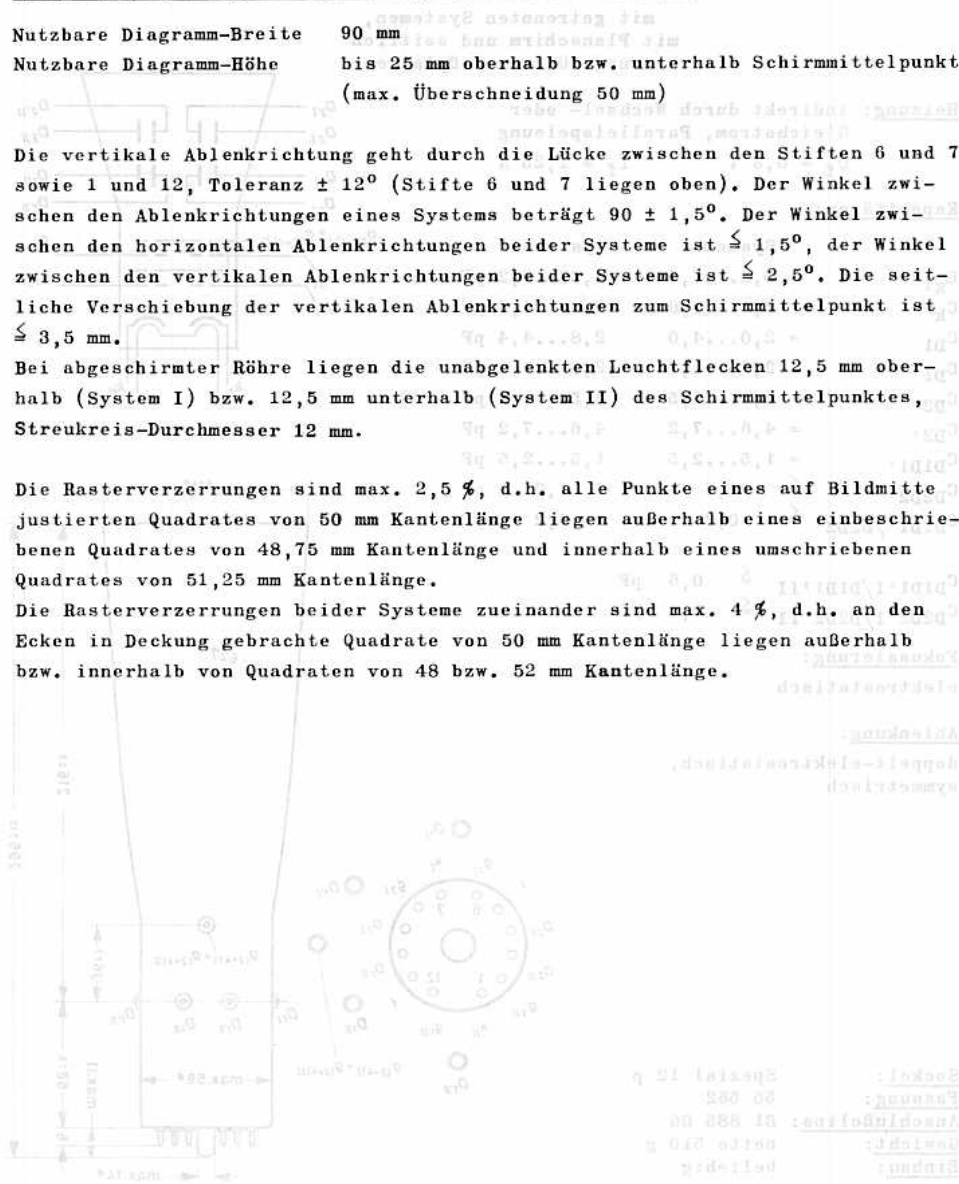 Nutzbare Diagramm-Breite 90 mm
Nutzbare Diagramm-Höhe bis 25 mm oberhalb bzw. unterhalb Schirmmittelpunkt
(max. Überschneidung 50 mm)
Die vertikale Ablenkrichtung geht durch die Lücke zwischen den Stiften 6 und 7
sowie 1 und 12, Toleranz ± 12° (Stifte 6 und 7 liegen oben). Der Winkel zwi-
schen den Ablenkrichtungen eines Systems beträgt 90 ± 1,5°. Der Winkel zwi-
schen den horizontalen Ablenkrichtungen beider Systeme ist ≦ 1,5°, der Winkel
zwischen den vertikalen Ablenkrichtungen beider Systeme ist ≦ 2,5°. Die seit-
liche Verschiebung der vertikalen Ablenkrichtungen zum Schirmmittelpunkt ist
≦ 3,5 mm.
Bei abgeschirmter Röhre liegen die unabgelenkten Leuchtflecken 12,5 mm ober-
halb (System I) bzw. 12,5 mm unterhalb (System II) des Schirmmittelpunktes,
Streukreis-Durchmesser 12 mm.
Die Rasterverzerrungen sind max. 2,5 %, d.h. alle Punkte eines auf Bildmitte
justierten Quadrates von 50 mm Kantenlänge liegen außerhalb eines einbeschrie-
benen Quadrates von 48,75 mm Kantenlänge und innerhalb eines umschriebenen
Quadrates von 51,25 mm Kantenlänge.
Die Rasterverzerrungen beider Systeme zueinander sind max. 4 %, d.h. an den
Ecken in Deckung gebrachte Quadrate von 50 mm Kantenlänge liegen außerhalb
bzw. innerhalb von Quadraten von 48 bzw. 52 mm Kantenlänge.